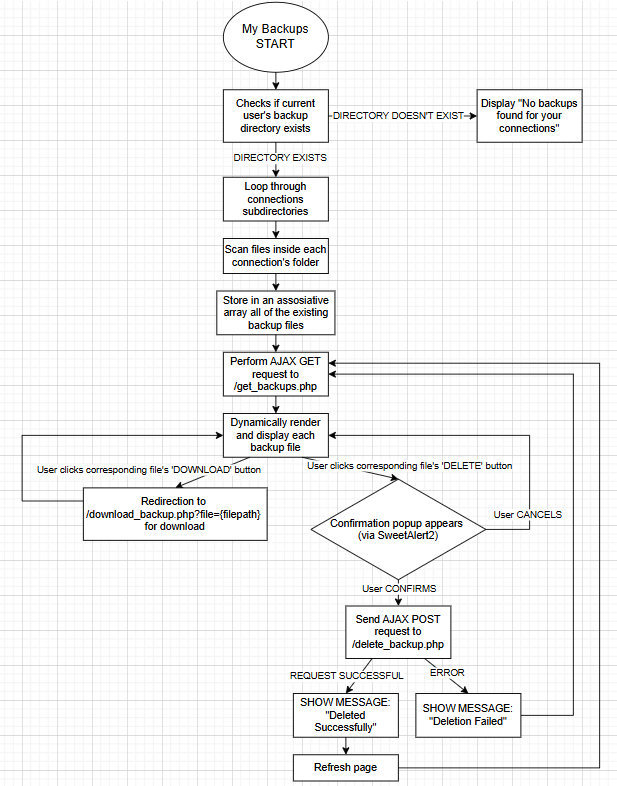 My Backups
START
Checks if current
user's backup
directory exists
DIRECTORY DOESN'T EXIST
Display "No backups
found for your
connections"
DIRECTORY EXISTS
Loop through
connections
subdirectories
Scan files inside each
connection's folder
Store in an assosiative
array all of the existing
backup files
Perform AJAX GET
request to
/get_backups.php
Dynamically render
and display each
backup file
User clicks corresponding file's 'DOWNLOAD' button
User clicks corresponding file's 'DELETE' button
Redirection to
/download_backup.php?file={filepath}
for download
Confirmation popup appears
(via SweetAlert2)
User CANCELS
User CONFIRMS
Send AJAX POST
request to
/delete_backup.php
REQUEST SUCCESSFUL
ERROR
SHOW MESSAGE:
"Deleted
Successfully"
SHOW MESSAGE:
"Deletion Failed"
Refresh page